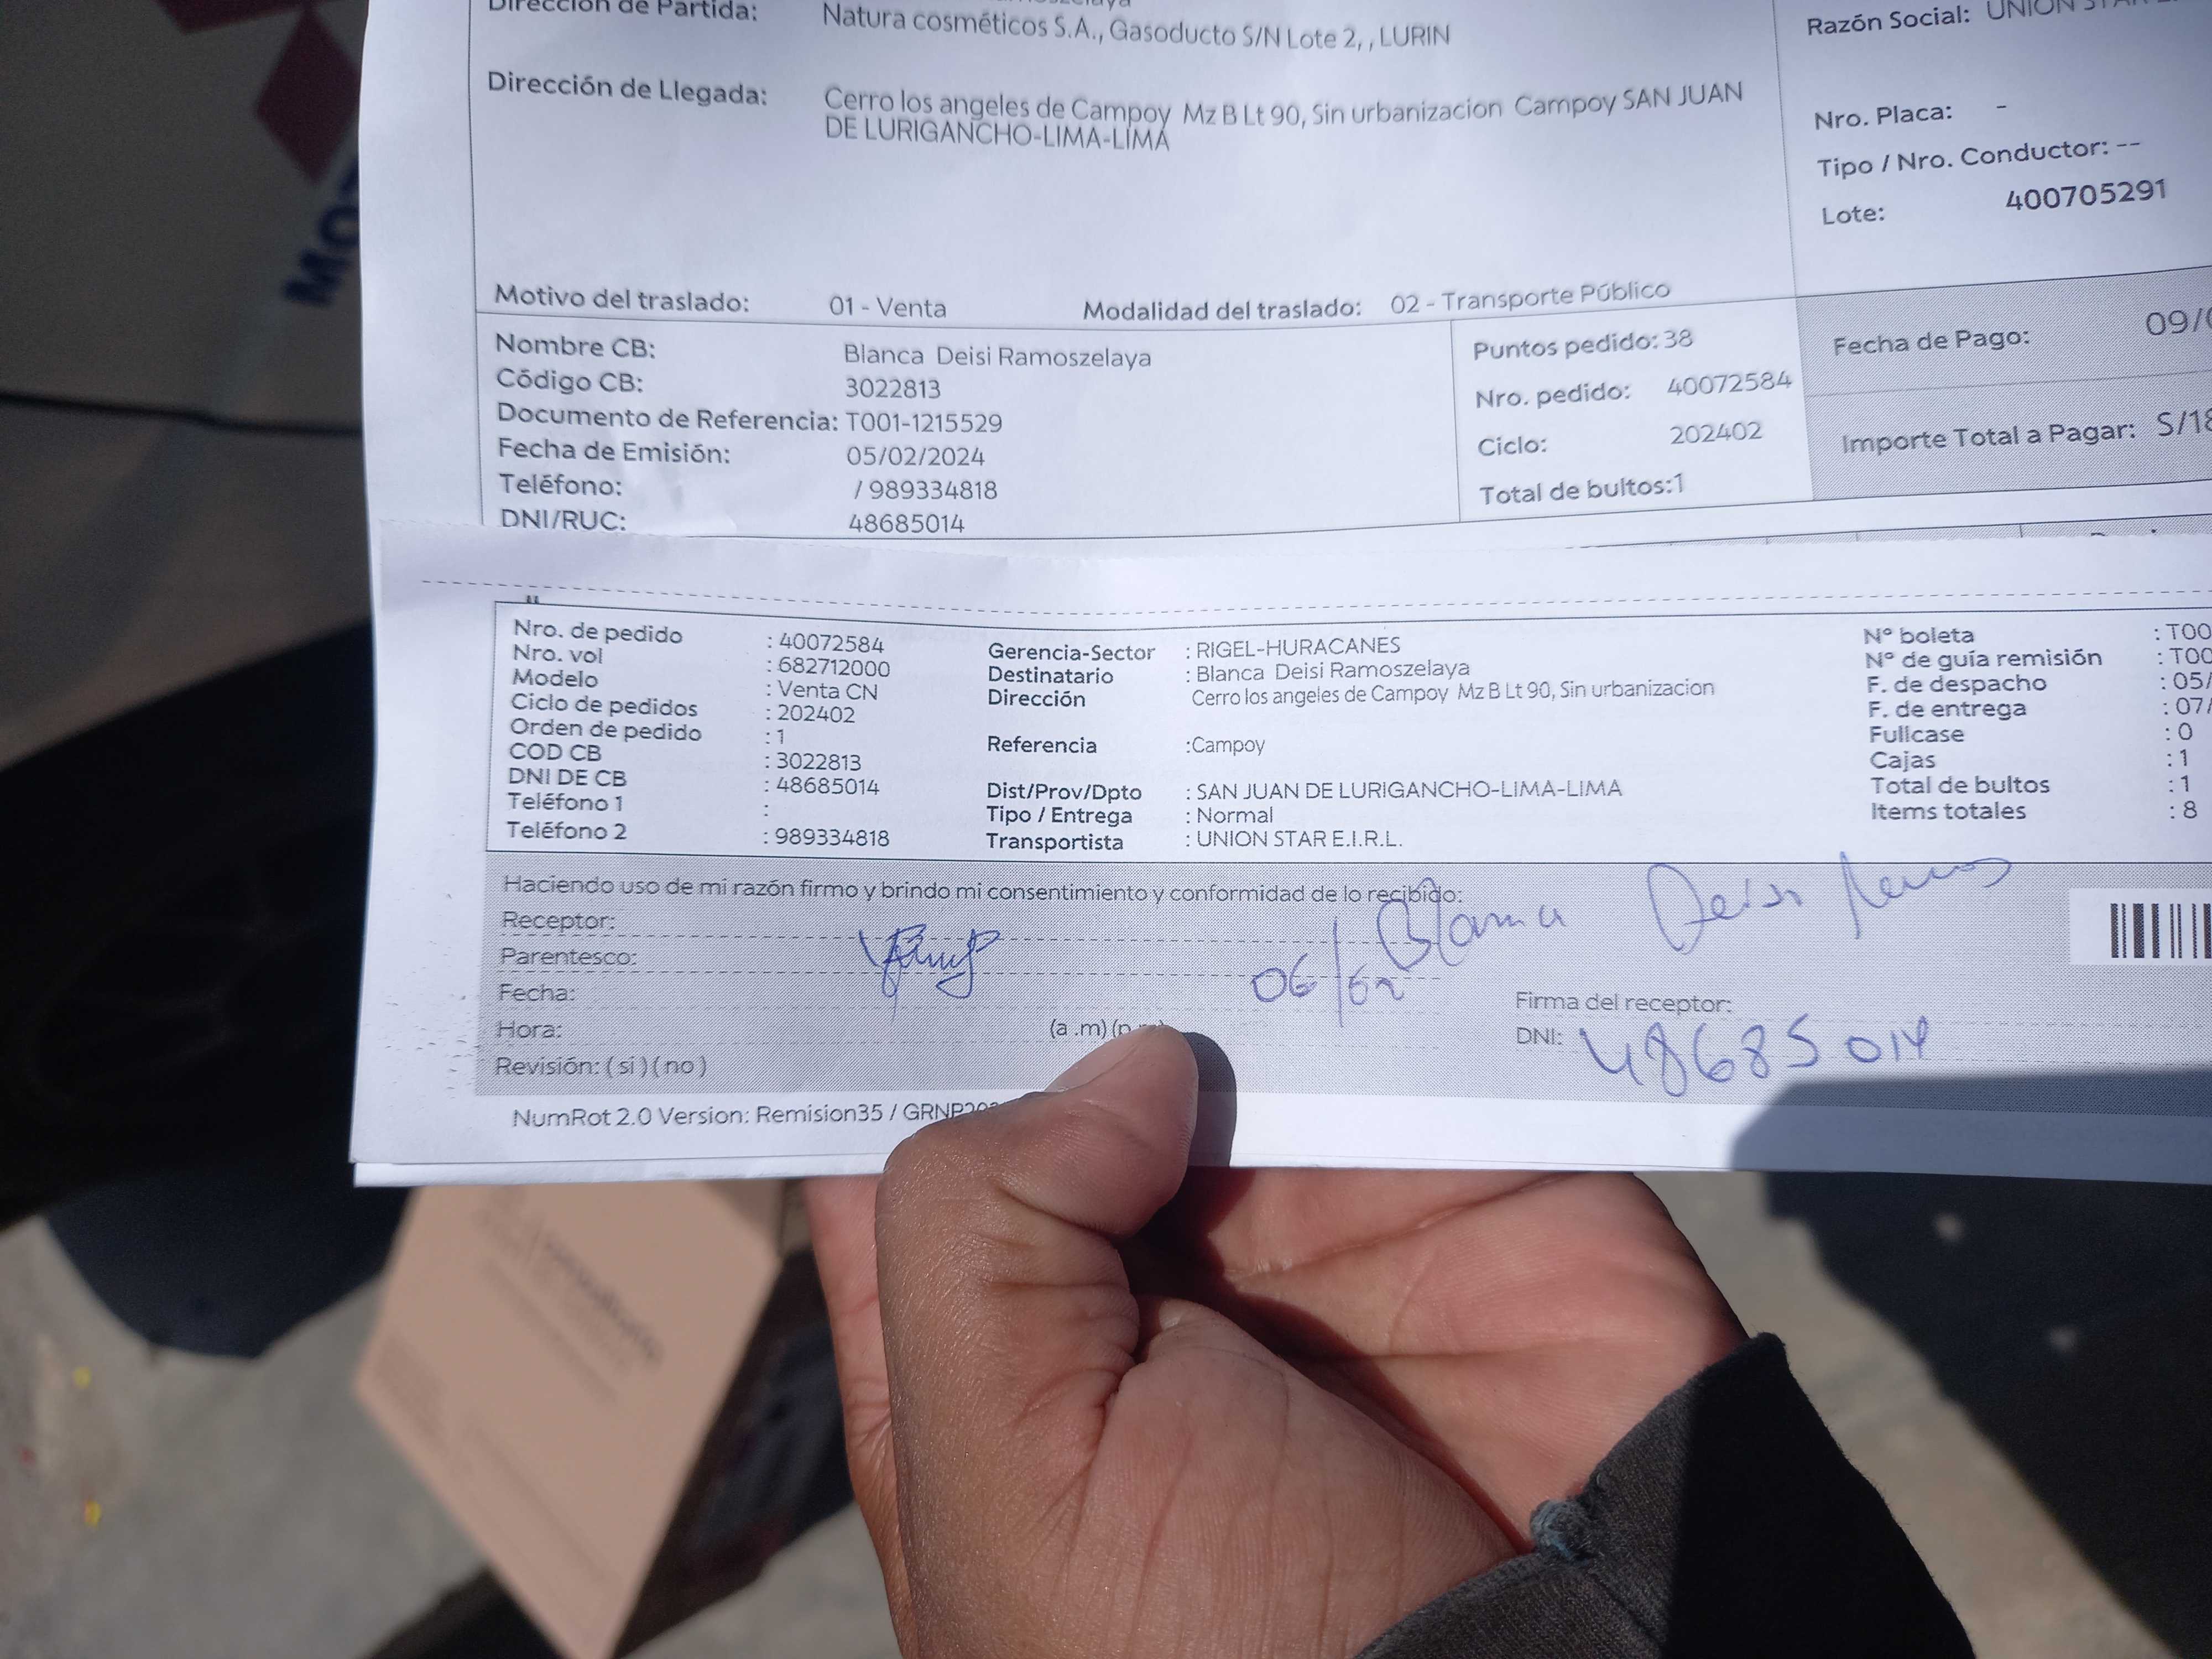 Dirección de Partida:
Natura cosméticos S.A., Gasoducto S/N Lote 2, , LURIN
Razón Social: UNION
Dirección de Llegada:
Cerro los angeles de Campoy Mz B Lt 90, Sin urbanizacion Campoy SAN JUAN
DE LURIGANCHO-LIMA-LIMA
Nro. Placa: -
Tipo / Nro. Conductor: --
Lote: 400705291
Motivo del traslado: 01 - Venta Modalidad del traslado: 02 - Transporte Público
Nombre CB: Blanca Deisi Ramoszelaya
Código CB: 3022813
Documento de Referencia: T001-1215529
Fecha de Emisión: 05/02/2024
Teléfono: / 989334818
DNI/RUC: 48685014
Puntos pedido: 38
Nro. pedido: 40072584
Ciclo: 202402
Total de bultos:1
Fecha de Pago: 09/
Importe Total a Pagar: S/18
Nro. de pedido : 40072584
Nro. vol : 682712000
Modelo : Venta CN
Ciclo de pedidos : 202402
Orden de pedido : 1
COD CB : 3022813
DNI DE CB : 48685014
Teléfono 1 :
Teléfono 2 : 989334818
Gerencia-Sector : RIGEL-HURACANES
Destinatario : Blanca Deisi Ramoszelaya
Dirección Cerro los angeles de Campoy Mz B Lt 90, Sin urbanizacion
Referencia :Campoy
Dist/Prov/Dpto : SAN JUAN DE LURIGANCHO-LIMA-LIMA
Tipo / Entrega : Normal
Transportista : UNION STAR E.I.R.L.
Nº boleta : T00
Nº de guía remisión : T00
F. de despacho : 05/
F. de entrega : 07/
Fullcase : 0
Cajas : 1
Total de bultos : 1
Items totales : 8
Haciendo uso de mi razón firmo y brindo mi consentimiento y conformidad de lo recibido:
Receptor: Blanca Deisi Ramos
Parentesco:
Fecha: 06/02
Hora: (a .m) (p
Revisión: ( si ) ( no )
Firma del receptor:
DNI: 48685014
NumRot 2.0 Version: Remision35 / GRNP20